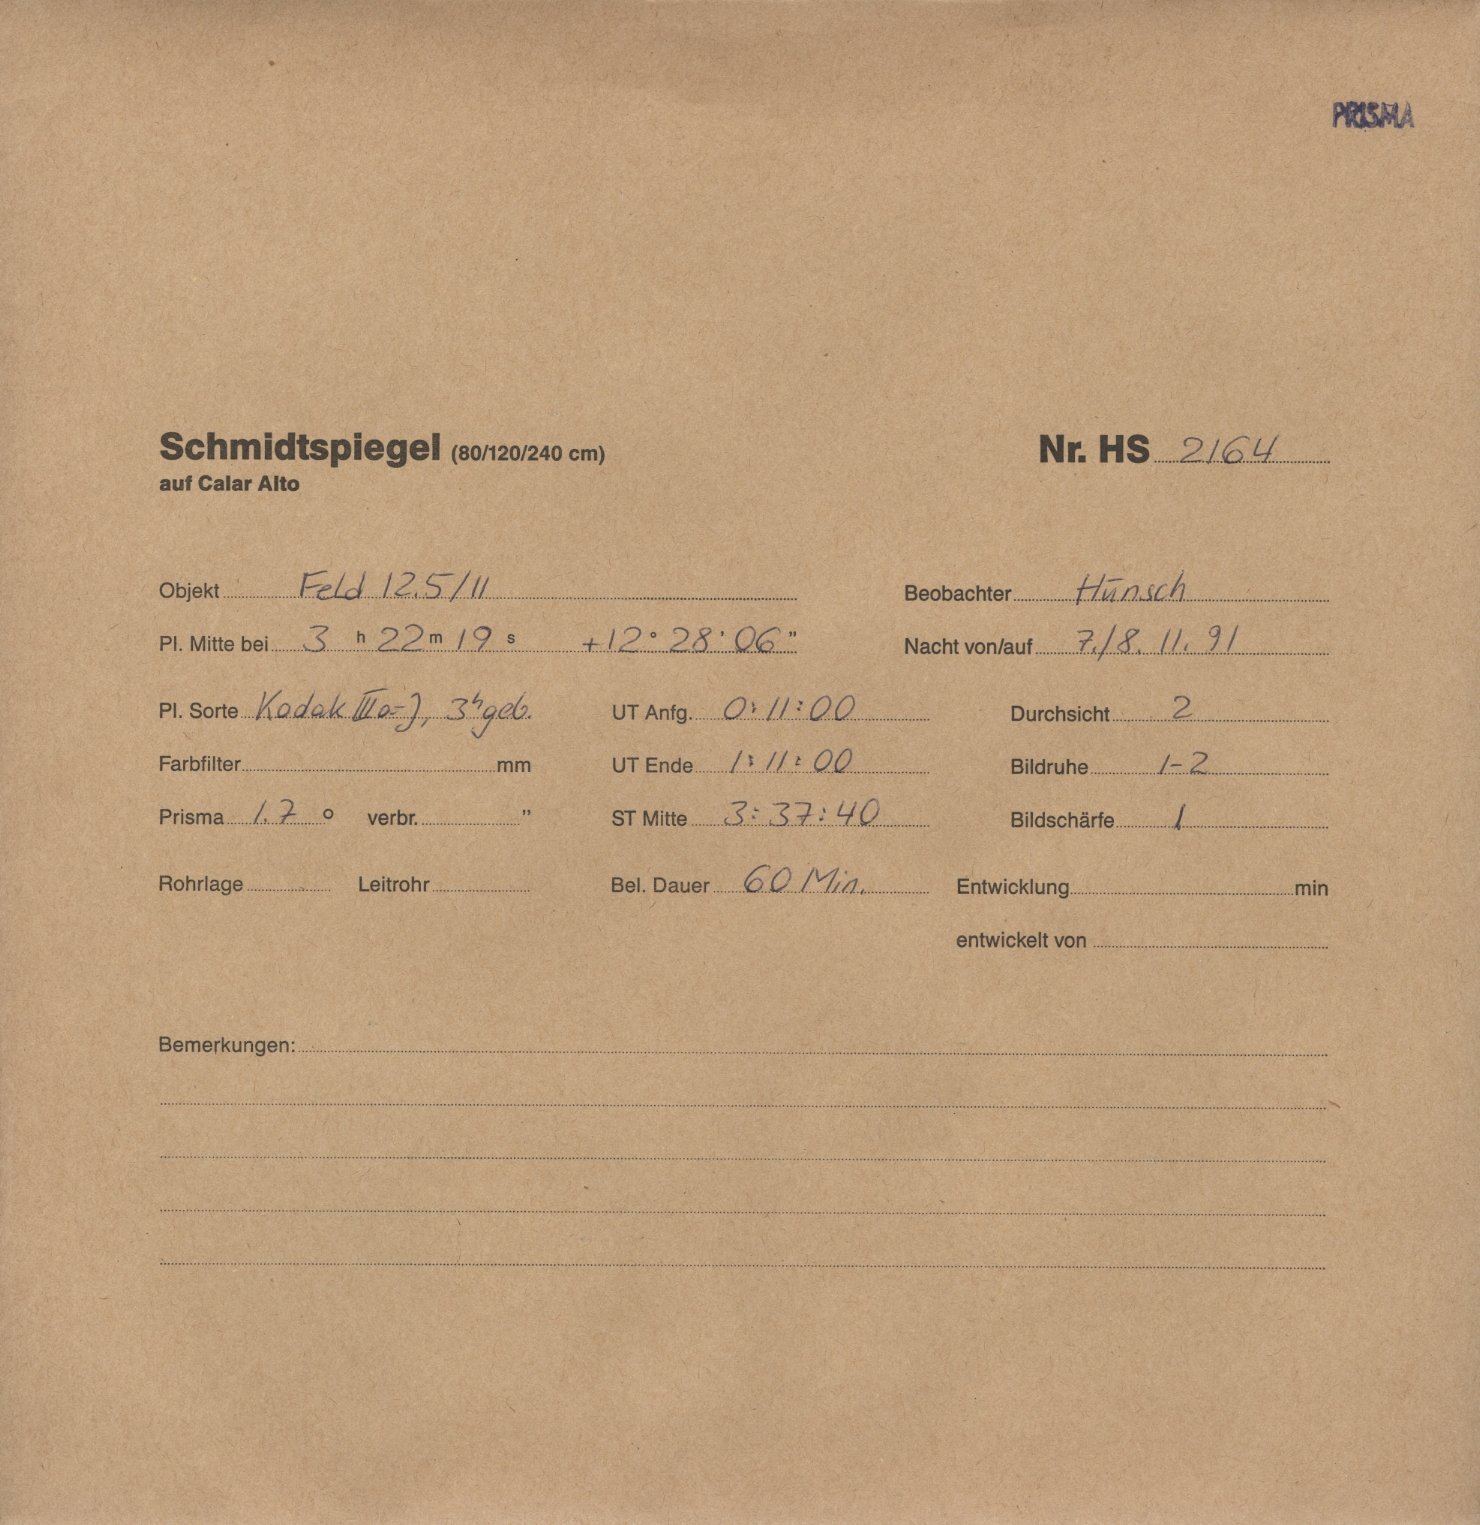 PRISMA
Schmidtspiegel (80/120/240 cm)
auf Calar Alto
Nr. HS 2164
Objekt Feld 12.5/11
Beobachter Hünsch
Pl. Mitte bei 3 h 22 m 19 s +12° 28' 06"
Nacht von/auf 7./8. 11. 91
Pl. Sorte Kodak IIIa-J, 3h geb.
UT Anfg. 0:11:00
Durchsicht 2
Farbfilter mm
UT Ende 1:11:00
Bildruhe 1-2
Prisma 1.7 ° verbr. "
ST Mitte 3:37:40
Bildschärfe 1
Rohrlage Leitrohr
Bel. Dauer 60 Min.
Entwicklung min
entwickelt von
Bemerkungen: